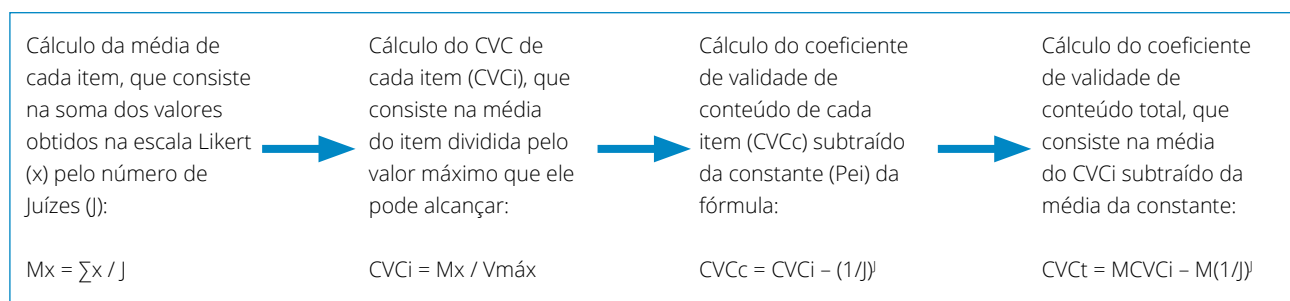 Cálculo da média de
cada item, que consiste
na soma dos valores
obtidos na escala Likert
(x) pelo número de
Juízes (J):
Mx = ∑x / J
Cálculo do CVC de
cada item (CVCi), que
consiste na média
do item dividida pelo
valor máximo que ele
pode alcançar:
CVCi = Mx / Vmáx
Cálculo do coeficiente
de validade de
conteúdo de cada
item (CVCc) subtraído
da constante (Pei) da
fórmula:
CVCc = CVCi – (1/J)ᴶ
Cálculo do coeficiente
de validade de
conteúdo total, que
consiste na média
do CVCi subtraído da
média da constante:
CVCt = MCVCi – M(1/J)ᴶ